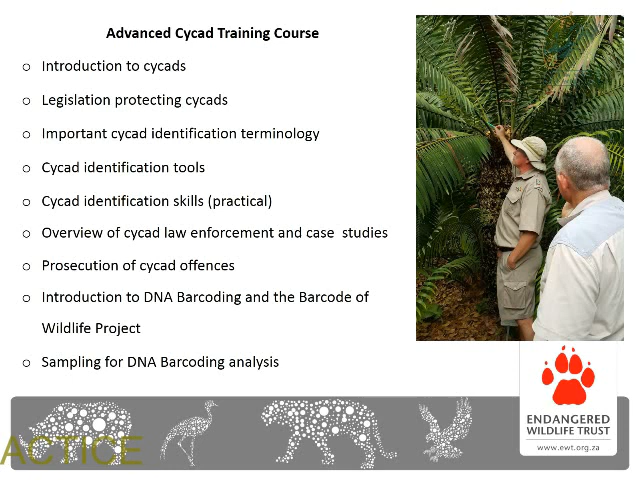 Advanced Cycad Training Course
o Introduction to cycads
o Legislation protecting cycads
o Important cycad identification terminology
o Cycad identification tools
o Cycad identification skills (practical)
o Overview of cycad law enforcement and case studies
o Prosecution of cycad offences
o Introduction to DNA Barcoding and the Barcode of
Wildlife Project
o Sampling for DNA Barcoding analysis
ACTICE
ENDANGERED
WILDLIFE TRUST
www.ewt.org.za